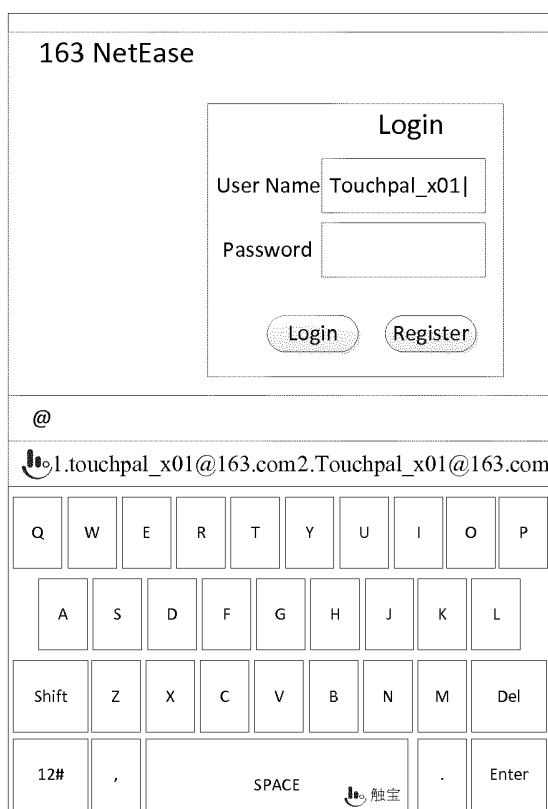 163 NetEase
Login
User Name Touchpal_x01|
Password
Login Register
@
1.touchpal_x01@163.com2.Touchpal_x01@163.com
Q W E R T Y U I O P
A S D F G H J K L
Shift Z X C V B N M Del
12# , SPACE 触宝 . Enter